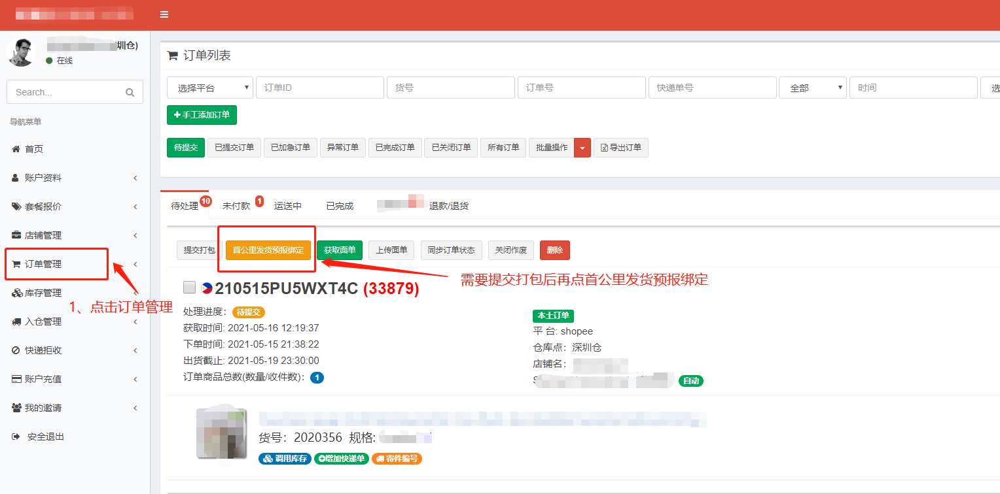 圳仓)
在线
Search...
导航菜单
首页
账户资料
套餐报价
店铺管理
订单管理
库存管理
1、点击订单管理
入仓管理
快递拒收
账户充值
我的邀请
安全退出
订单列表
选择平台 订单ID 货号 订单号 快递单号 全部 时间 选
手工添加订单
待提交 已提交订单 已加急订单 异常订单 已完成订单 已关闭订单 所有订单 批量操作 导出订单
待处理 10 未付款 1 运送中 已完成 退款/退货
提交打包 首公里发货预报绑定 获取面单 上传面单 同步订单状态 关闭作废 删除
需要提交打包后再点首公里发货预报绑定
210515PU5WXT4C (33879)
处理进度: 待提交
获取时间: 2021-05-16 12:19:37
下单时间: 2021-05-15 21:38:22
出货截止: 2021-05-19 23:30:00
订单商品总数(数量/收件数): 1
本土订单
平 台: shopee
仓库点: 深圳仓
店铺名:
自动
货号: 2020356 规格:
调用库存 增加快递单 寄件编号